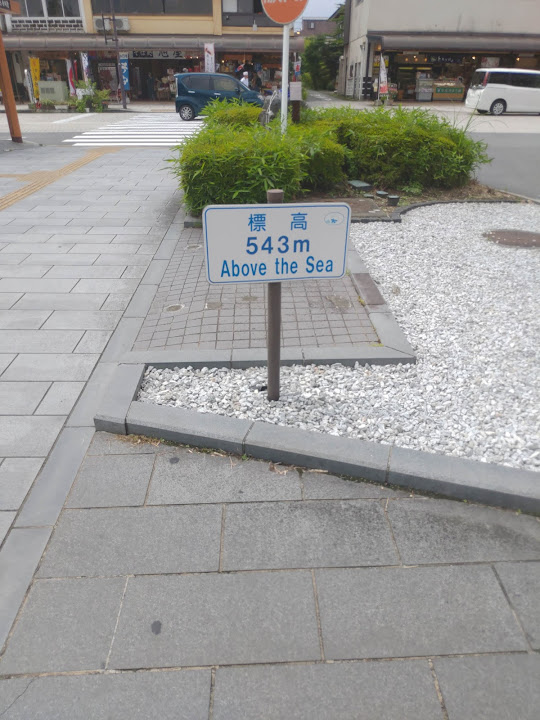 標高
543m
Above the Sea